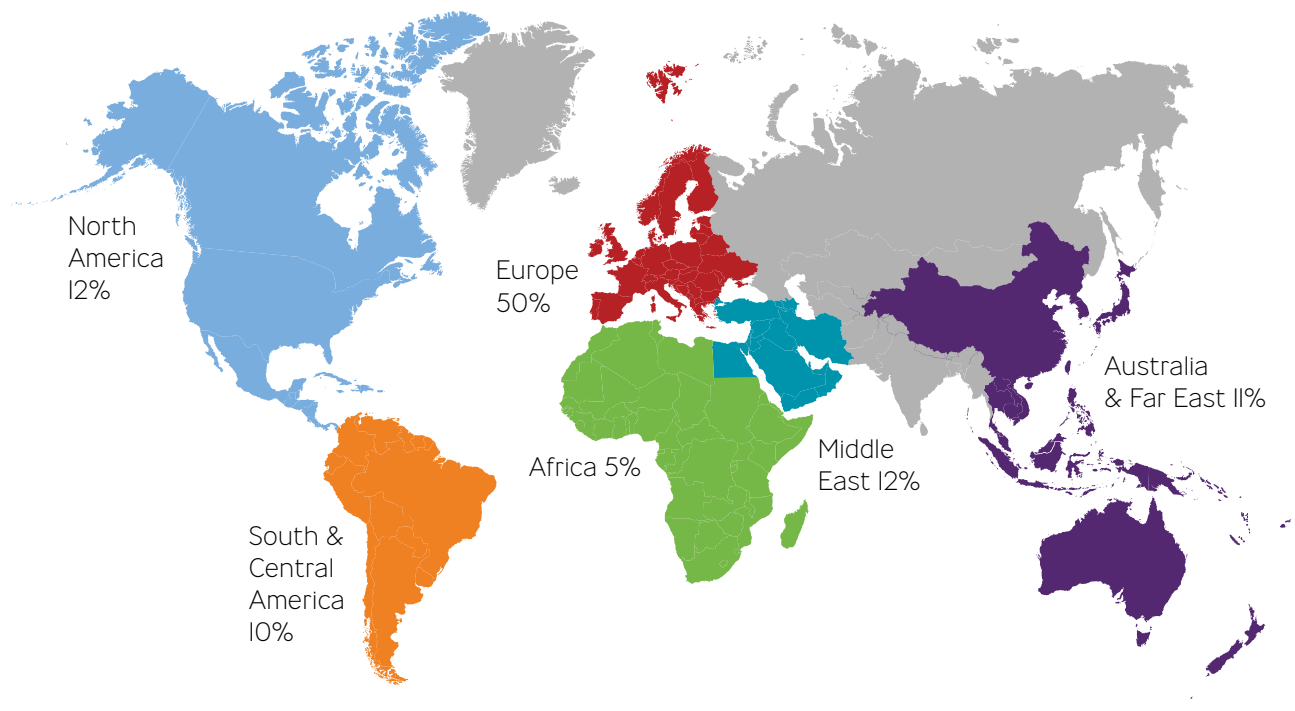 North
America
12%
Europe
50%
Australia
& Far East 11%
Africa 5%
Middle
East 12%
South &
Central
America
10%